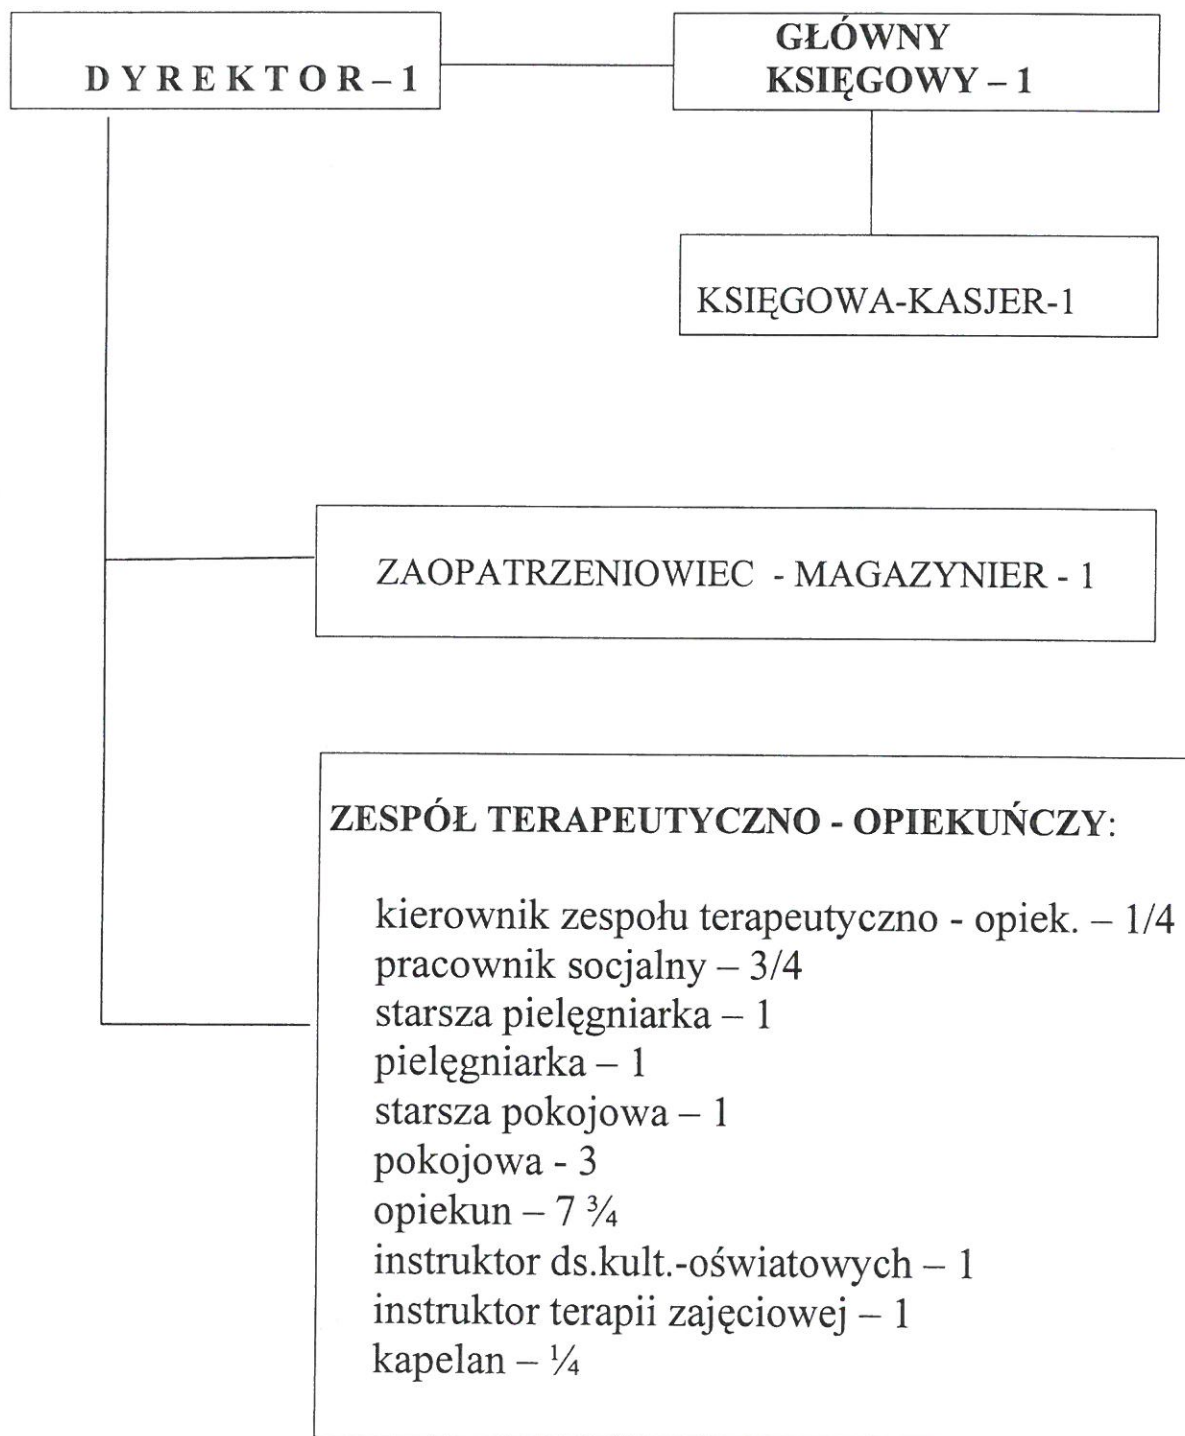 DYREKTOR – 1
GŁÓWNY
KSIĘGOWY – 1
KSIĘGOWA-KASJER-1
ZAOPATRZENIOWIEC - MAGAZYNIER - 1
ZESPÓŁ TERAPEUTYCZNO - OPIEKUŃCZY:
kierownik zespołu terapeutyczno - opiek. – 1/4
pracownik socjalny – 3/4
starsza pielęgniarka – 1
pielęgniarka – 1
starsza pokojowa – 1
pokojowa - 3
opiekun – 7 ¾
instruktor ds.kult.-oświatowych – 1
instruktor terapii zajęciowej – 1
kapelan – ¼